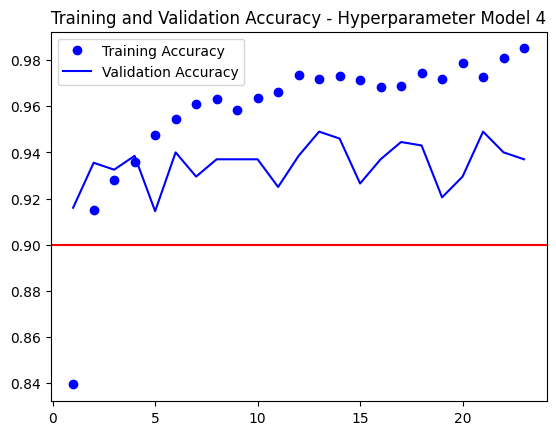 Training and Validation Accuracy - Hyperparameter Model 4
Training Accuracy
Validation Accuracy
0.98
0.96
0.94
0.92
0.90
0.88
0.86
0.84
0 5 10 15 20